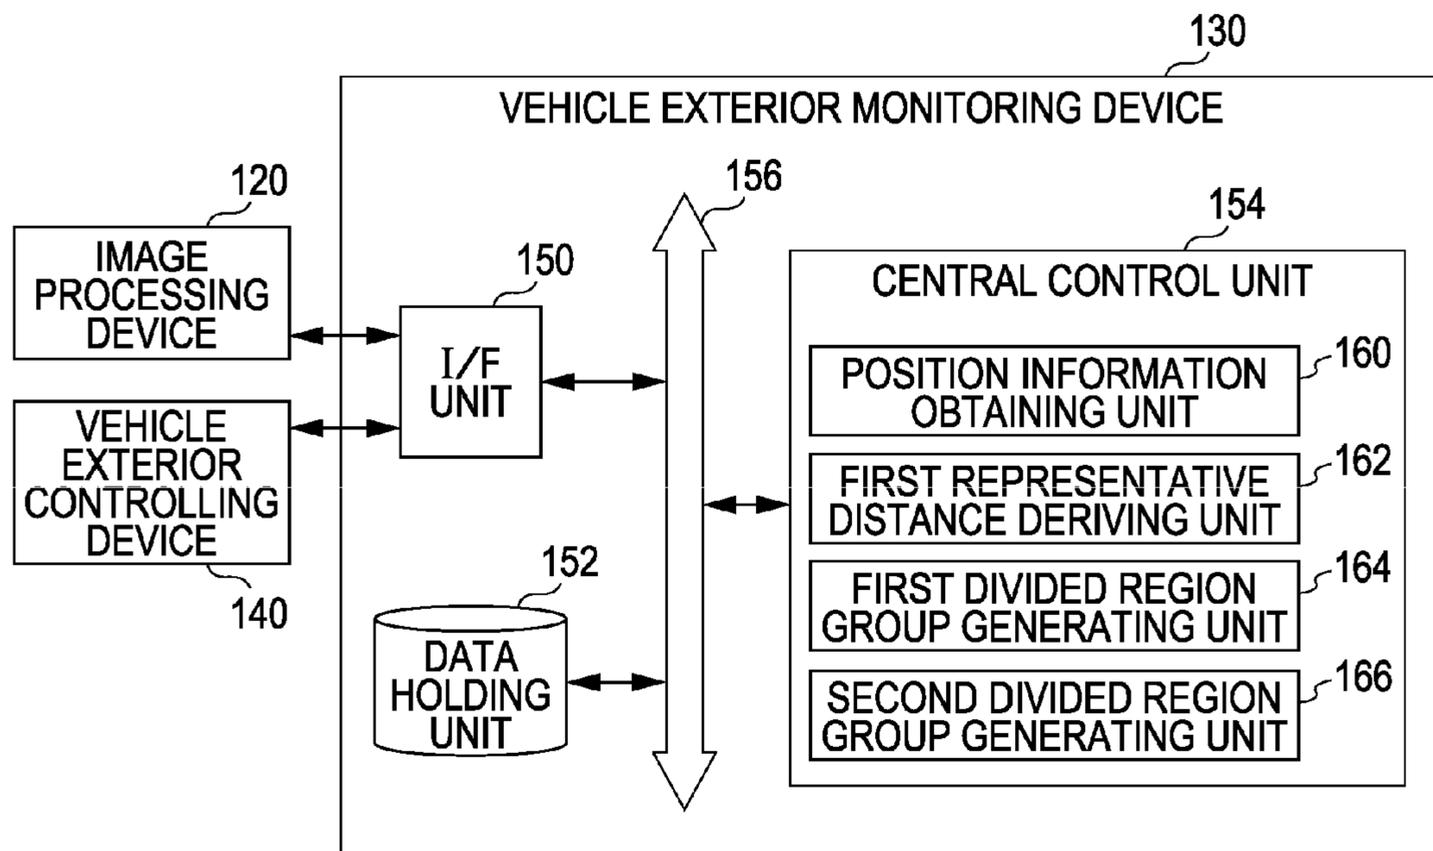 130
VEHICLE EXTERIOR MONITORING DEVICE
120
IMAGE
PROCESSING
DEVICE
VEHICLE
EXTERIOR
CONTROLLING
DEVICE
140
150
I/F
UNIT
152
DATA
HOLDING
UNIT
156
154
CENTRAL CONTROL UNIT
160
POSITION INFORMATION
OBTAINING UNIT
162
FIRST REPRESENTATIVE
DISTANCE DERIVING UNIT
164
FIRST DIVIDED REGION
GROUP GENERATING UNIT
166
SECOND DIVIDED REGION
GROUP GENERATING UNIT